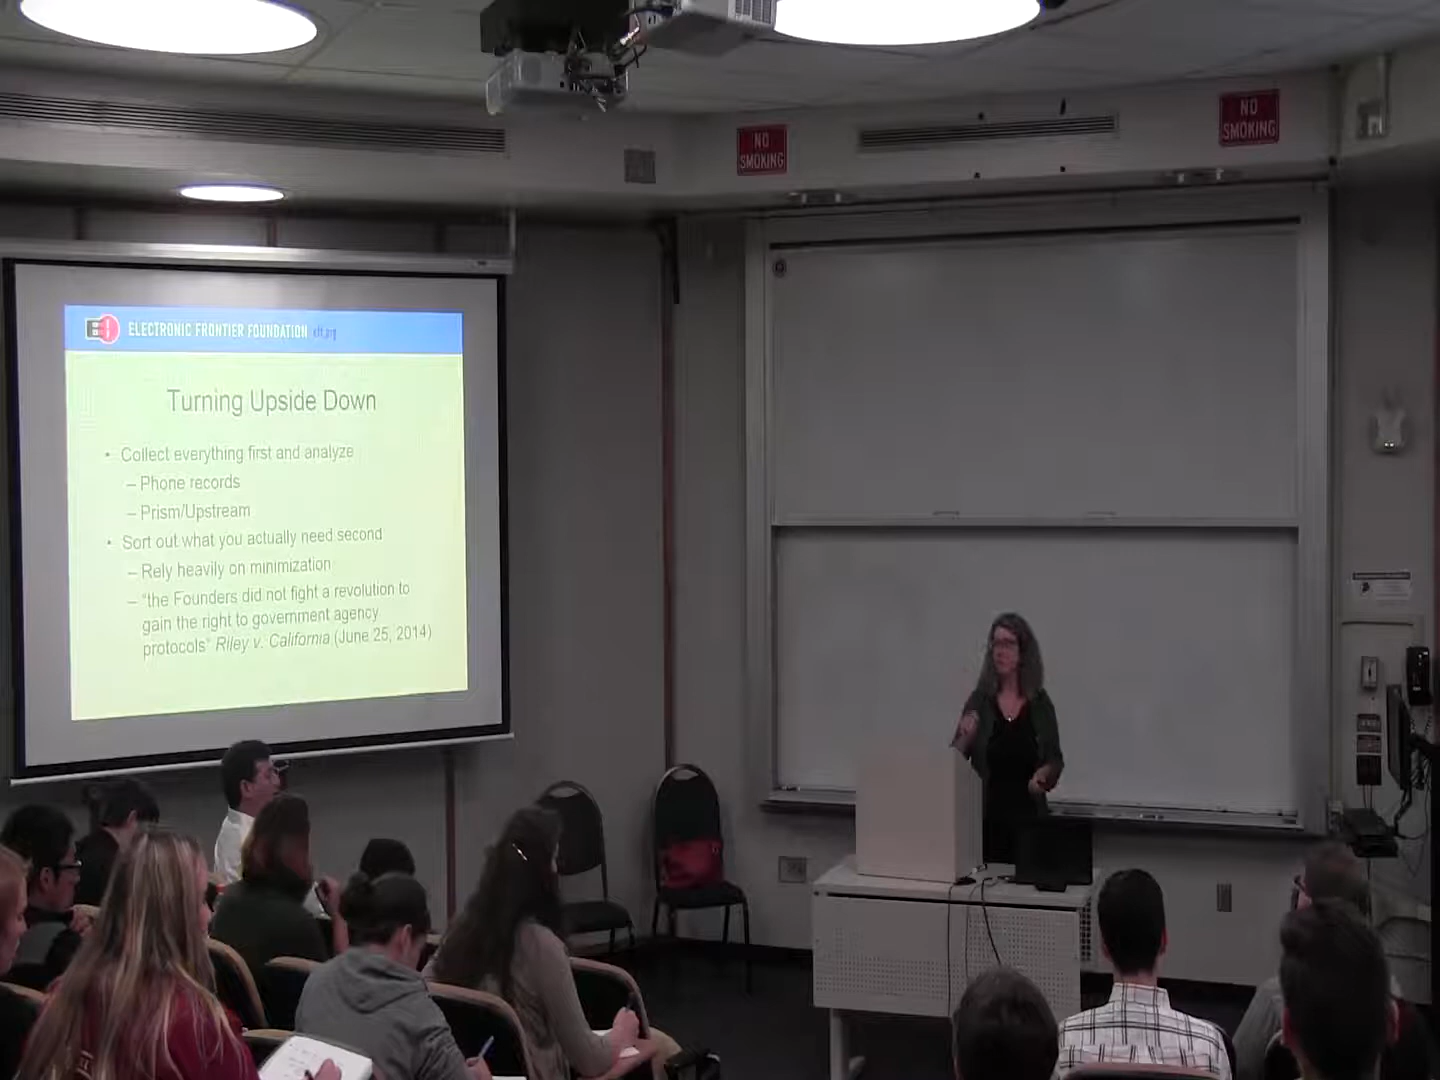 NO
SMOKING
NO
SMOKING
ELECTRONIC FRONTIER FOUNDATION eff.org
Turning Upside Down
• Collect everything first and analyze
– Phone records
– Prism/Upstream
• Sort out what you actually need second
– Rely heavily on minimization
– "the Founders did not fight a revolution to
gain the right to government agency
protocols" Riley v. California (June 25, 2014)